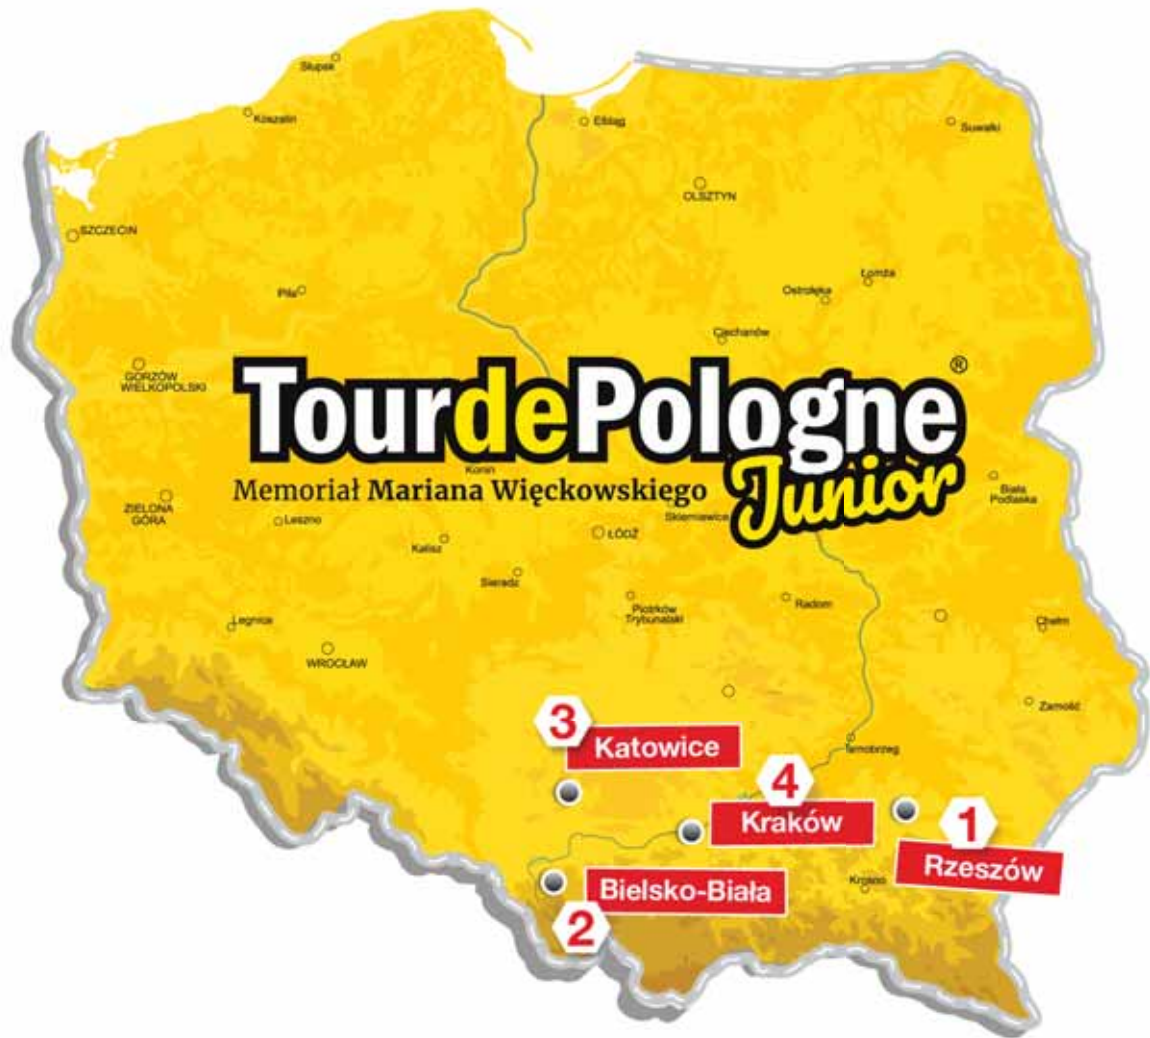 Słupsk
Koszalin
Elbląg
Suwałki
OLSZTYN
SZCZECIN
Łomża
Piła
Ostrołęka
Ciechanów
GORZÓW
WIELKOPOLSKI
TourdePologne®
Junior
Konin
Memoriał Mariana Więckowskiego
Biała
Podlaska
ZIELONA
GÓRA
Leszno
Skierniewice
ŁÓDŹ
Kalisz
Sieradz
Radom
Piotrków
Trybunalski
Legnica
Chełm
WROCŁAW
Zamość
3
Katowice
Tarnobrzeg
4
Kraków
1
Rzeszów
Krosno
Bielsko-Biała
2